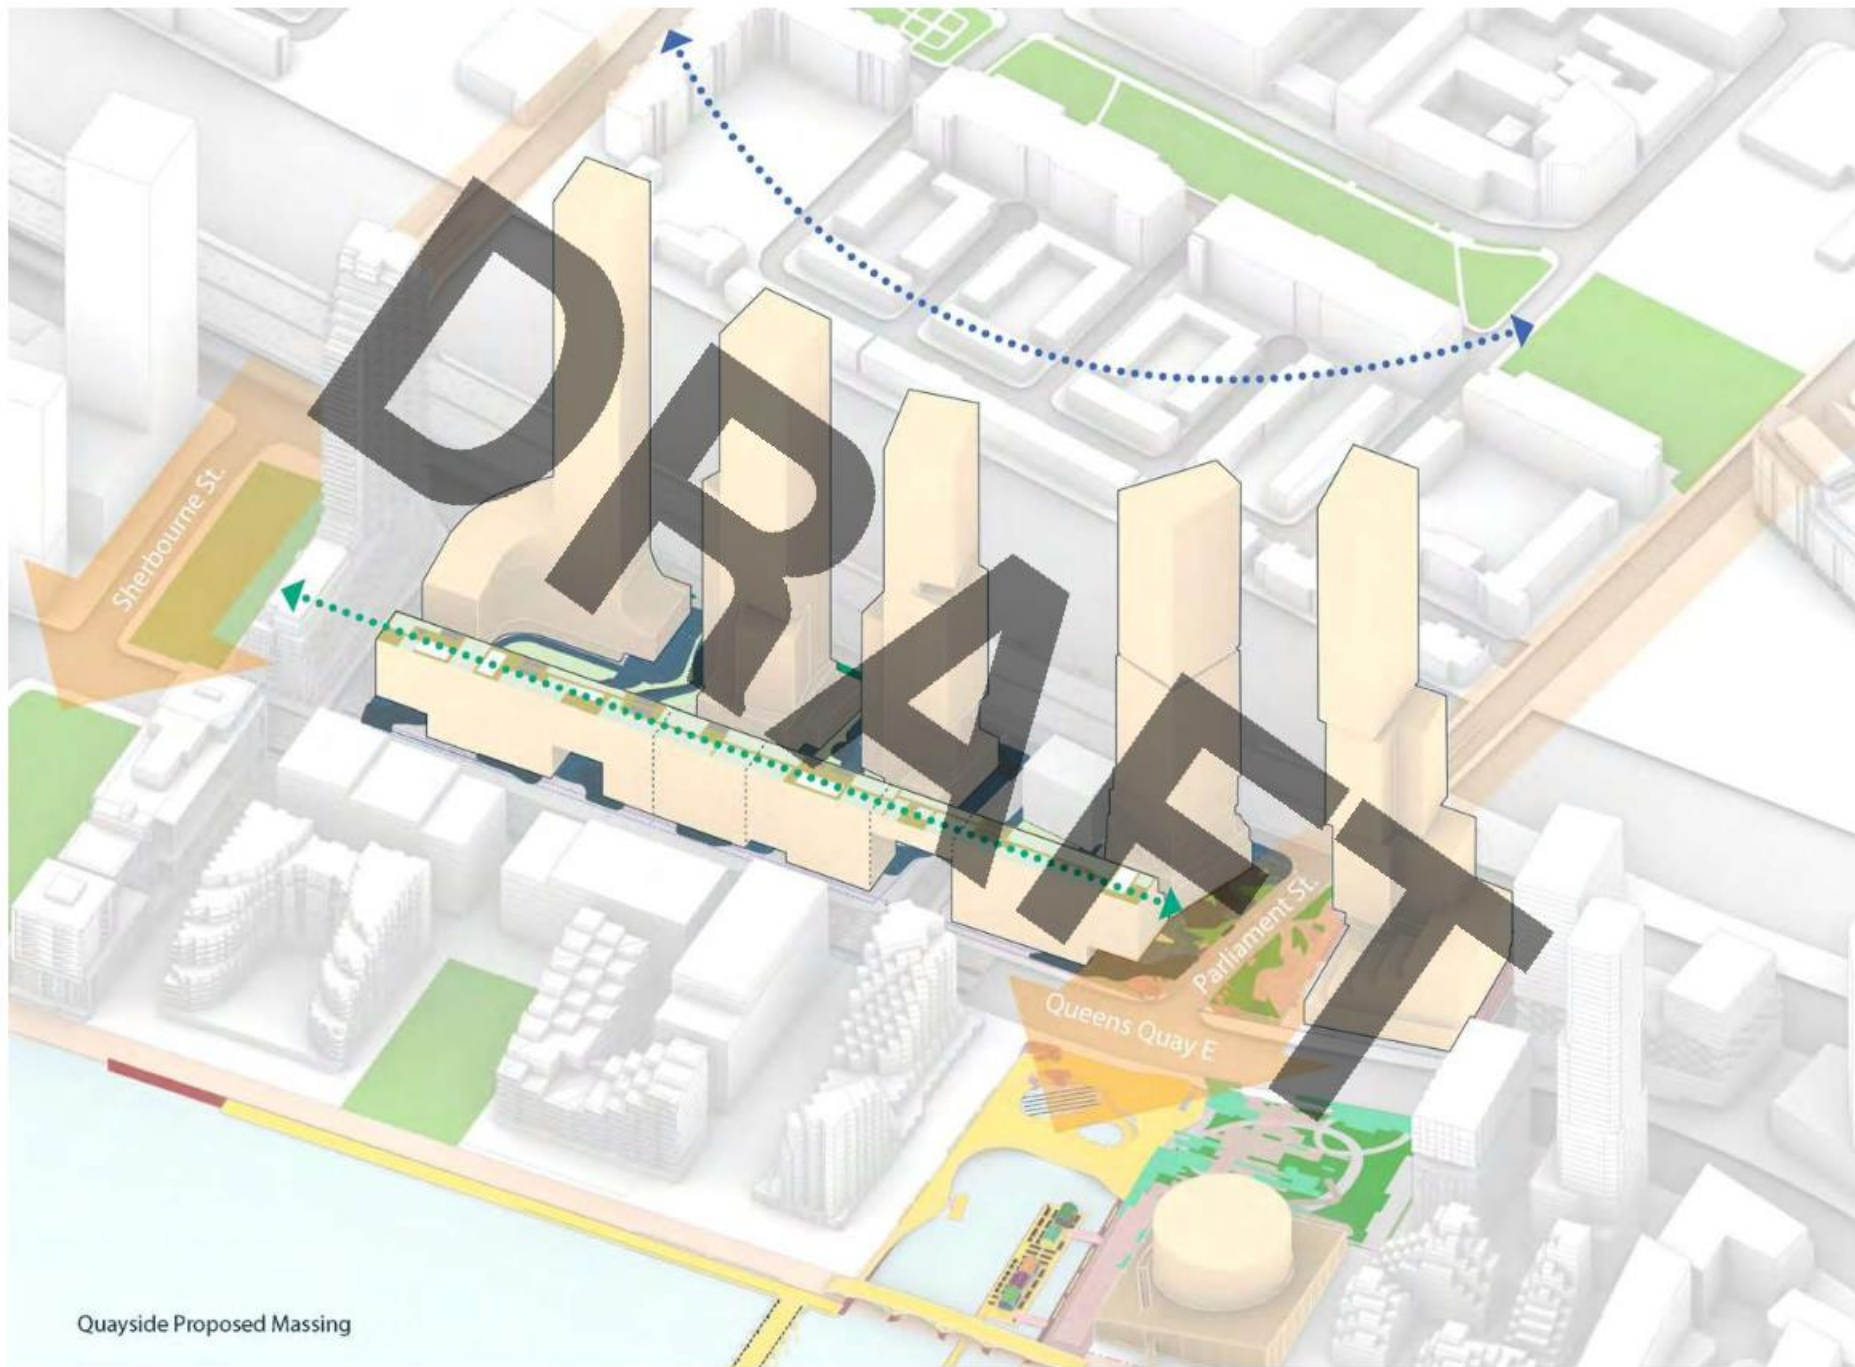 DRAFT
Sherbourne St.
Parliament St.
Queens Quay E
Quayside Proposed Massing